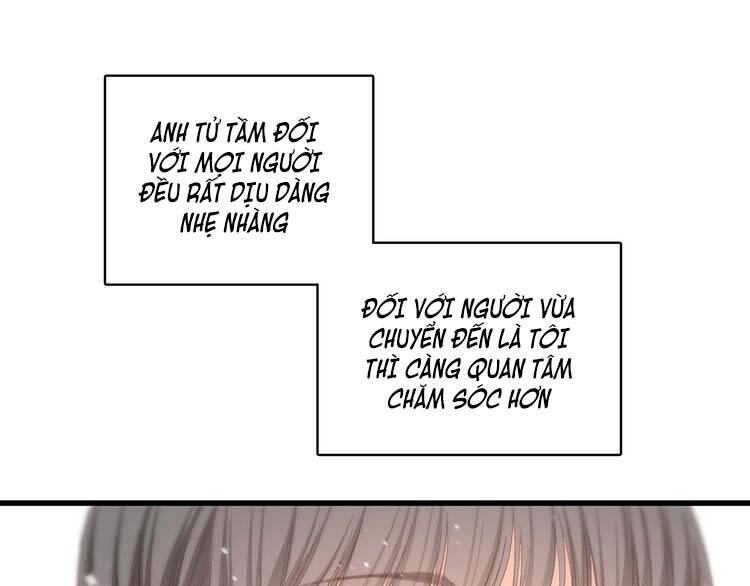 ANH TỬ TẦM ĐỐI
VỚI MỌI NGƯỜI
ĐỀU RẤT DỊU DÀNG
NHẸ NHÀNG
ĐỐI VỚI NGƯỜI VỪA
CHUYỂN ĐẾN LÀ TÔI
THÌ CÀNG QUAN TÂM
CHĂM SÓC HƠN